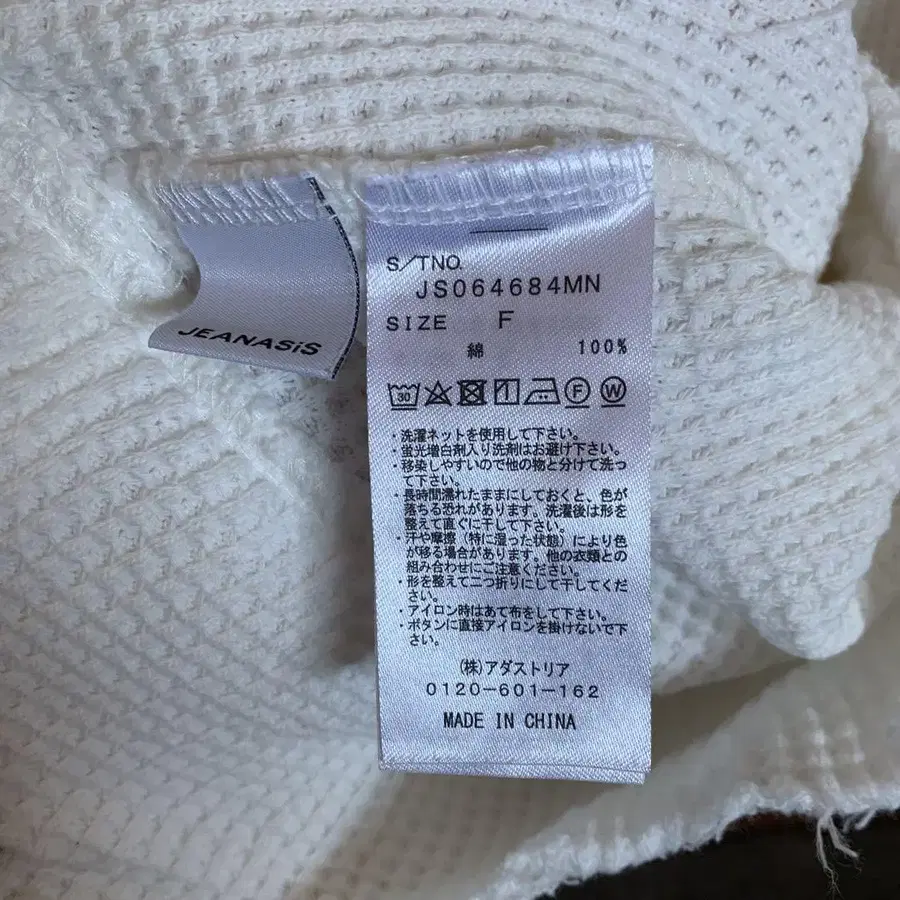 JEANASiS
S/TNO.
JS064684MN
SIZE F
綿 100%
30 F W
・洗濯ネットを使用して下さい。
・蛍光増白剤入り洗剤はお避け下さい。
・移染しやすいので他の物と分けて洗っ
て下さい。
・長時間濡れたままにしておくと、色が
落ちる恐れがあります。洗濯後は形を
整えて直ぐに干して下さい。
・汗や摩擦（特に湿った状態）により色
が移る場合があります。他の衣類との
組み合わせにご注意ください。
・形を整えて二つ折りにして干してくだ
さい。
・アイロン時はあて布をして下さい。
・ボタンに直接アイロンを掛けないで下
さい。
(株)アダストリア
0120-601-162
MADE IN CHINA